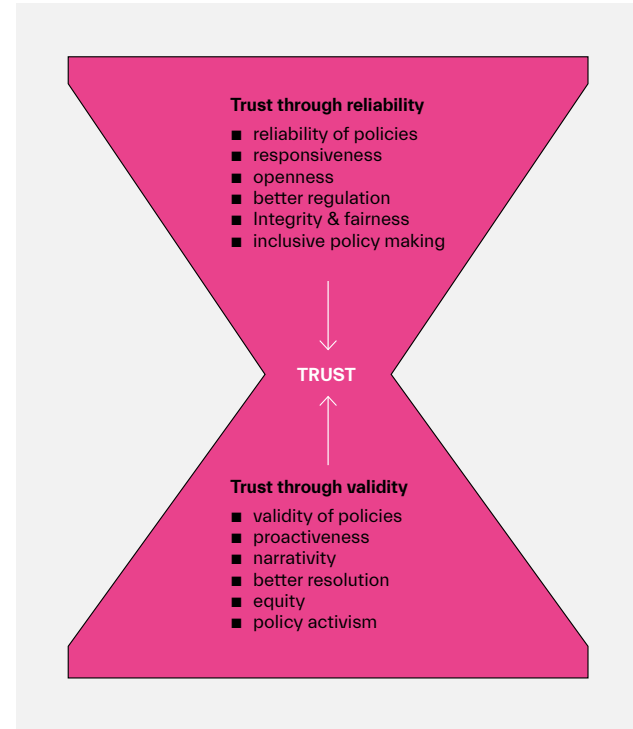 Trust through reliability
■ reliability of policies
■ responsiveness
■ openness
■ better regulation
■ Integrity & fairness
■ inclusive policy making
TRUST
Trust through validity
■ validity of policies
■ proactiveness
■ narrativity
■ better resolution
■ equity
■ policy activism